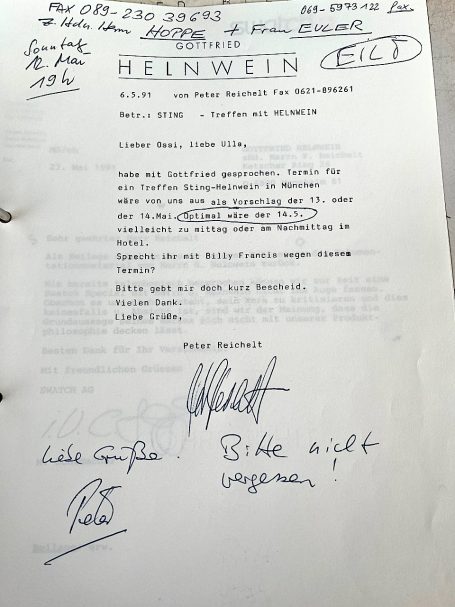 FAX 089-230 39693
069-5973122 Fax
z. Hdn. Herrn HOPPE + Frau EULER
Sonntag
12. Mai
19h
EILT
GOTTFRIED
HELNWEIN
6.5.91 von Peter Reichelt Fax 0621-896261
Betr.: STING - Treffen mit HELNWEIN
Lieber Ossi, liebe Ulla,
habe mit Gottfried gesprochen. Termin für
ein Treffen Sting-Helnwein in München
wäre von uns aus als Vorschlag der 13. oder
der 14.Mai. Optimal wäre der 14.5.
vielleicht zu mittag oder am Nachmittag im
Hotel.
Sprecht ihr mit Billy Francis wegen dieses
Termin?
Bitte gebt mir doch kurz Bescheid.
Vielen Dank.
Liebe Grüße,
Peter Reichelt
Liebe Grüße.
Bitte nicht
vergessen!
Peter